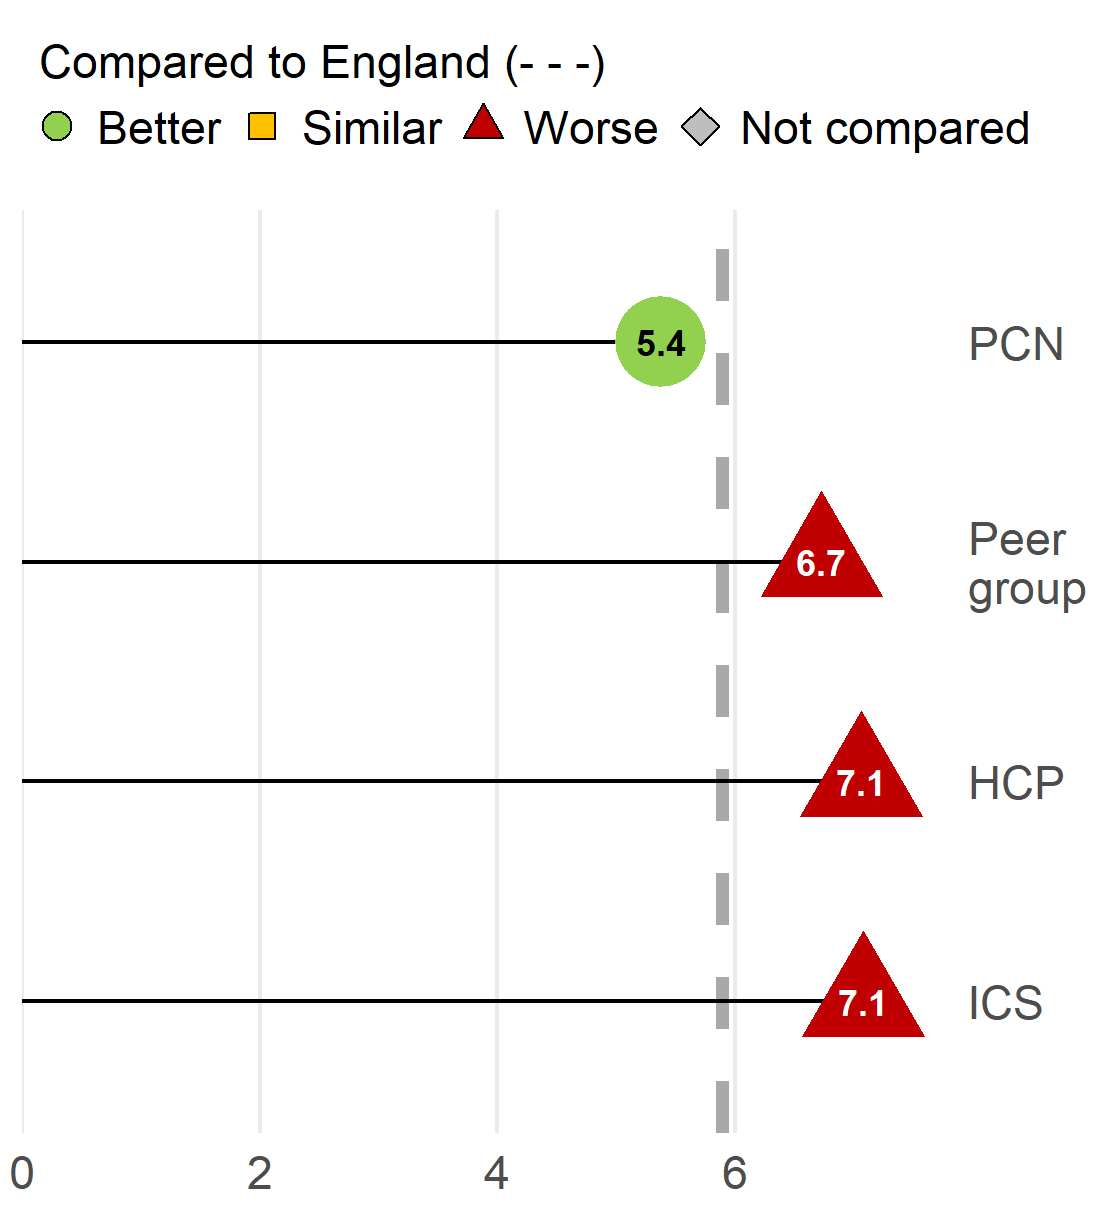 Compared to England (- - -)
Better Similar Worse Not compared
5.4 PCN
6.7 Peer
group
7.1 HCP
7.1 ICS
0 2 4 6